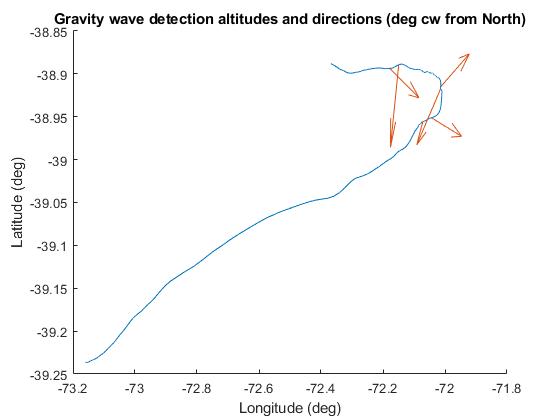 Gravity wave detection altitudes and directions (deg cw from North)
-38.85
-38.9
-38.95
-39
-39.05
-39.1
-39.15
-39.2
-39.25
Latitude (deg)
-73.2 -73 -72.8 -72.6 -72.4 -72.2 -72 -71.8
Longitude (deg)